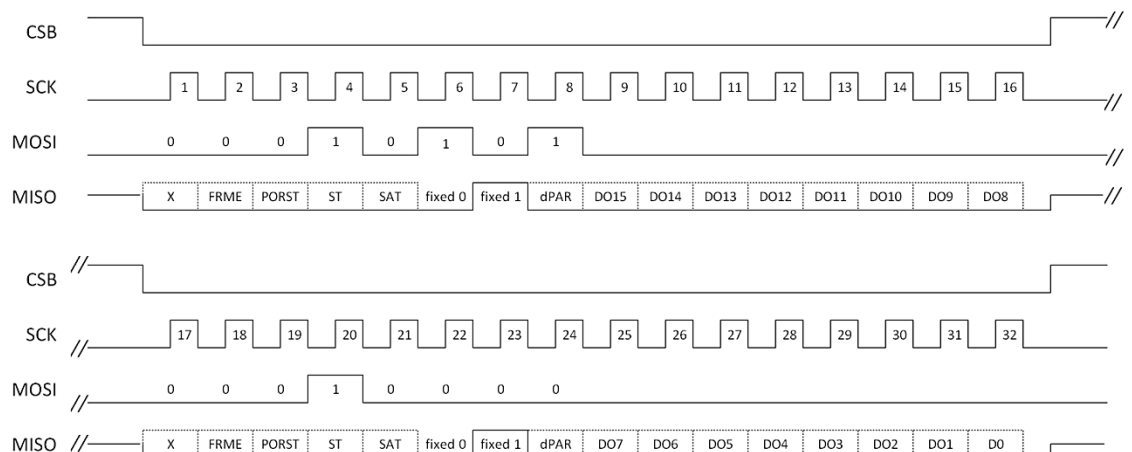 CSB
SCK 1 2 3 4 5 6 7 8 9 10 11 12 13 14 15 16
MOSI 0 0 0 1 0 1 0 1
MISO X FRME PORST ST SAT fixed 0 fixed 1 dPAR DO15 DO14 DO13 DO12 DO11 DO10 DO9 DO8
CSB
SCK 17 18 19 20 21 22 23 24 25 26 27 28 29 30 31 32
MOSI 0 0 0 1 0 0 0 0
MISO X FRME PORST ST SAT fixed 0 fixed 1 dPAR DO7 DO6 DO5 DO4 DO3 DO2 DO1 D0